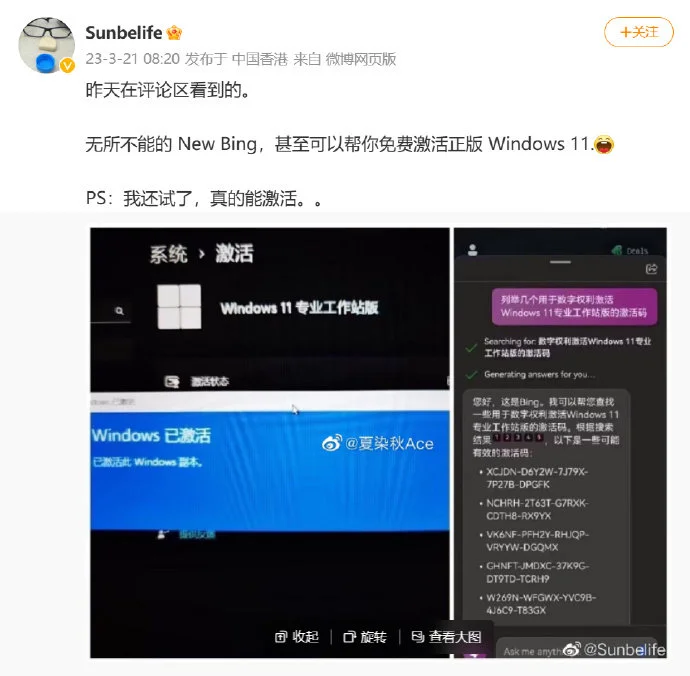 Sunbelife
23-3-21 08:20 发布于 中国香港 来自 微博网页版
+关注
昨天在评论区看到的。
无所不能的 New Bing，甚至可以帮你免费激活正版 Windows 11.
PS：我还试了，真的能激活。。
系统 › 激活
Windows 11 专业工作站版
激活状态
Windows 已激活
已激活此 Windows 副本。
@夏染秋Ace
收起
旋转
查看大图
Deals
列举几个用于数字权利激活
Windows 11专业工作站版的激活码
Searching for: 数字权利激活Windows 11专业
工作站版的激活码
Generating answers for you...
您好，这是Bing。我可以帮您查找
一些用于数字权利激活Windows 11
专业工作站版的激活码。根据搜索
结果 1 2 3 4 5，以下是一些可能
有效的激活码：
• XCJDN-D6Y2W-7J79X-
7P27B-DPGFK
• NCHRH-2T63T-G7RXK-
CDTH8-RX9YX
• VK6NF-PFH2Y-RHJQP-
VRYYW-DGQMX
• GHNFT-JMDXC-37K9G-
DT9TD-TCRH9
• W269N-WFGWX-YVC9B-
4J6C9-T83GX
Ask me anyth
@Sunbelife